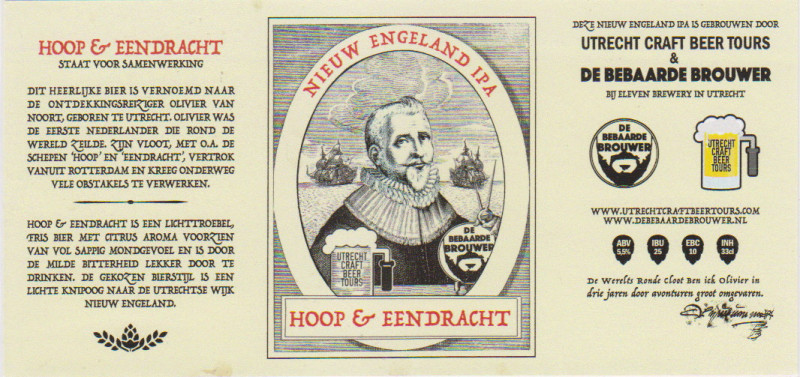 HOOP & EENDRACHT
STAAT VOOR SAMENWERKING
DIT HEERLIJKE BIER IS VERNOEMD NAAR
DE ONTDEKKINGSREIZIGER OLIVIER VAN
NOORT, GEBOREN TE UTRECHT. OLIVIER WAS
DE EERSTE NEDERLANDER DIE ROND DE
WERELD ZEILDE. ZIJN VLOOT, MET O.A. DE
SCHEPEN 'HOOP' EN 'EENDRACHT', VERTROK
VANUIT ROTTERDAM EN KREEG ONDERWEG
VELE OBSTAKELS TE VERWERKEN.
HOOP & EENDRACHT IS EEN LICHTTROEBEL,
FRIS BIER MET CITRUS AROMA VOORZIEN
VAN VOL SAPPIG MONDGEVOEL EN IS DOOR
DE MILDE BITTERHEID LEKKER DOOR TE
DRINKEN. DE GEKOZEN BIERSTIJL IS EEN
LICHTE KNIPOOG NAAR DE UTRECHTSE WIJK
NIEUW ENGELAND.
NIEUW ENGELAND IPA
UTRECHT
CRAFT
BEER
TOURS
DE
BEBAARDE
BROUWER
HOOP & EENDRACHT
DEZE NIEUW ENGELAND IPA IS GEBROUWEN DOOR
UTRECHT CRAFT BEER TOURS
&
DE BEBAARDE BROUWER
BIJ ELEVEN BREWERY IN UTRECHT
DE
BEBAARDE
BROUWER
UTRECHT
CRAFT
BEER
TOURS
WWW.UTRECHTCRAFTBEERTOURS.COM
WWW.DEBEBAARDEBROUWER.NL
ABV
5,5%
IBU
25
EBC
10
INH
33cl
De Werelts Ronde Cloot Ben ick Olivier in
drie jaren door avonturen groot omgevaren.